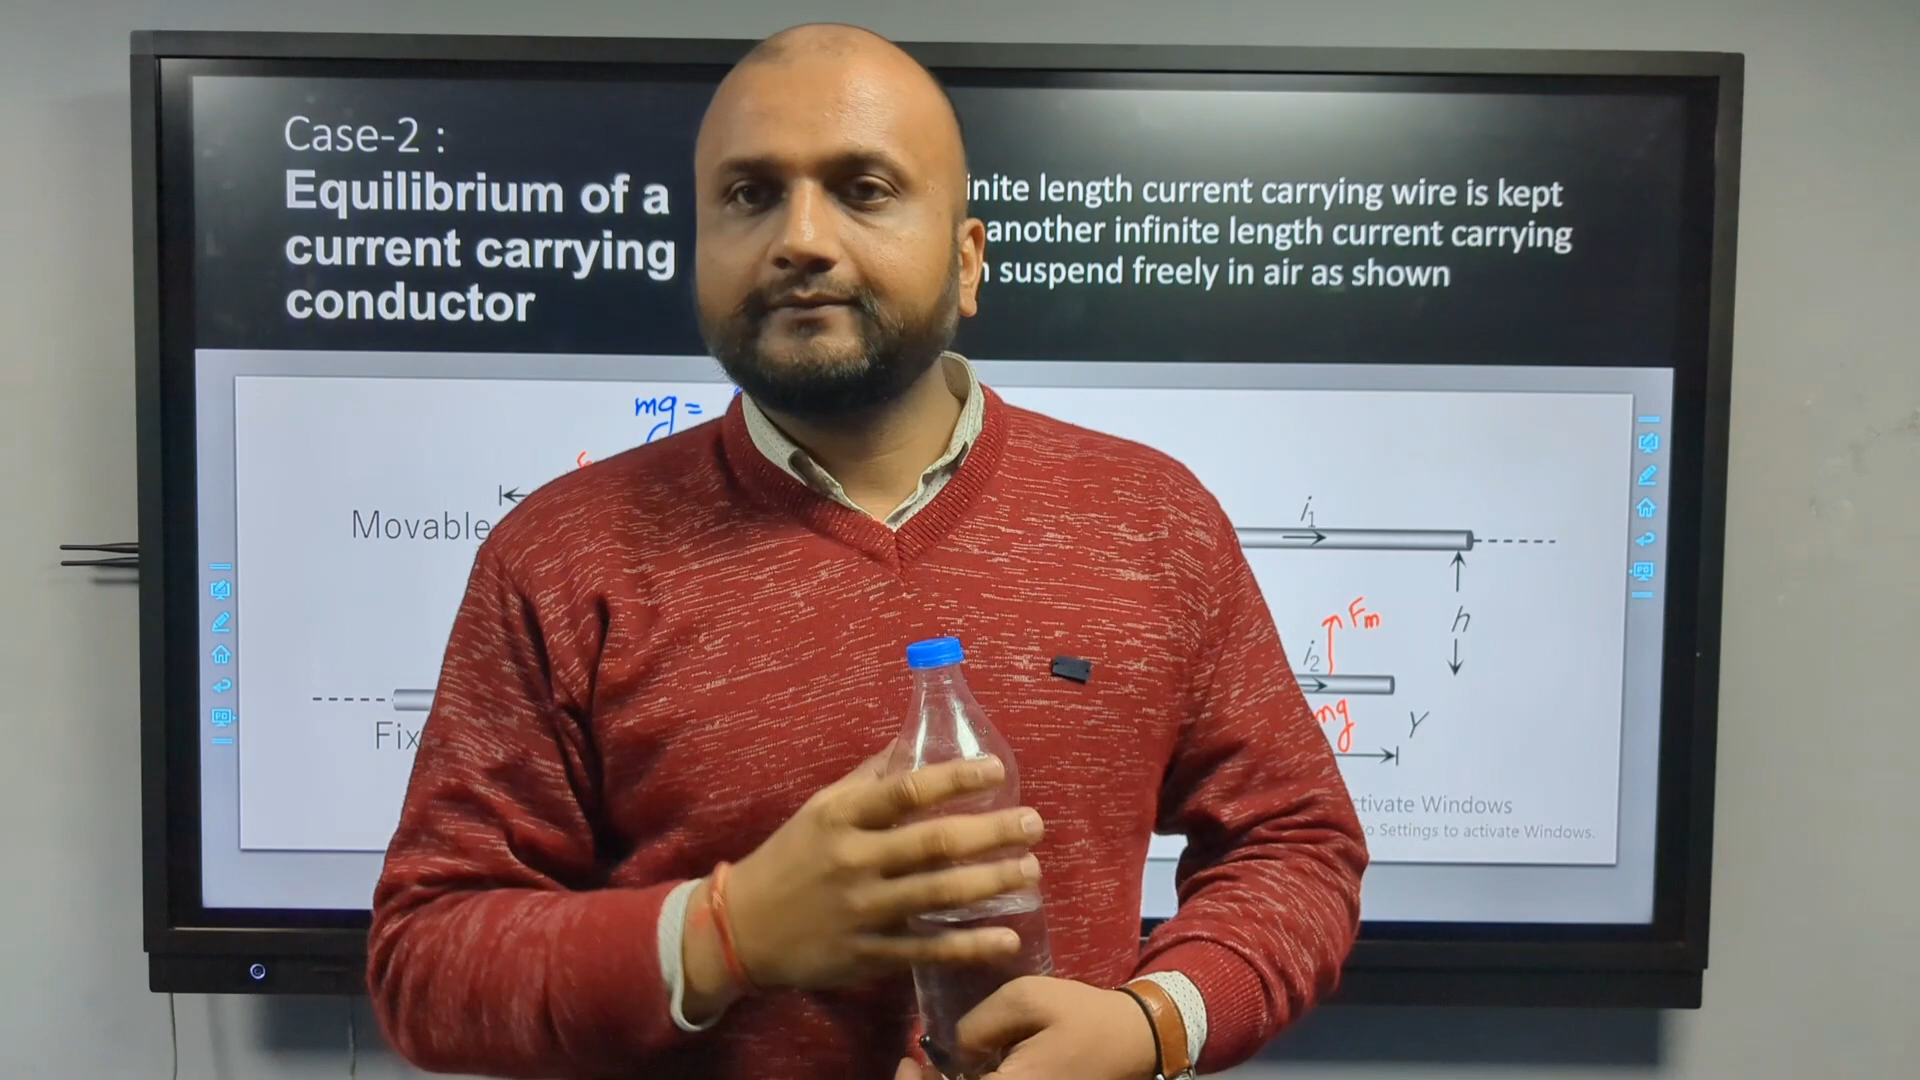 Case-2 :
Equilibrium of a
current carrying
conductor
inite length current carrying wire is kept
another infinite length current carrying
suspend freely in air as shown
mg =
Movable
i1
h
Fm
i2
mg
Y
Fix
ctivate Windows
to Settings to activate Windows.